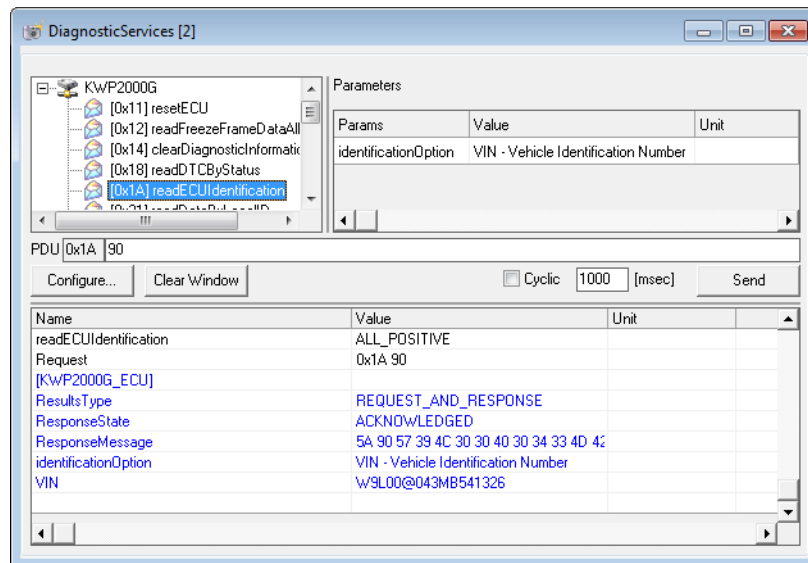 DiagnosticServices [2]
KWP2000G
[0x11] resetECU
[0x12] readFreezeFrameDataAll
[0x14] clearDiagnosticInformatic
[0x18] readDTCByStatus
[0x1A] readECUIdentification
[0x21] readDataByLocalID
Parameters
Params Value Unit
identificationOption VIN - Vehicle Identification Number
PDU 0x1A 90
Configure... Clear Window Cyclic 1000 [msec] Send
Name Value Unit
readECUIdentification ALL_POSITIVE
Request 0x1A 90
[KWP2000G_ECU]
ResultsType REQUEST_AND_RESPONSE
ResponseState ACKNOWLEDGED
ResponseMessage 5A 90 57 39 4C 30 30 40 30 34 33 4D 42
identificationOption VIN - Vehicle Identification Number
VIN W9L00@043MB541326